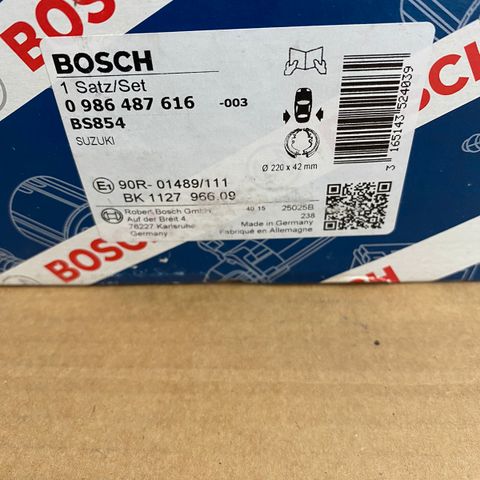 BOSCH
1 Satz/Set
0 986 487 616 -003
BS854
SUZUKI
Ø 220 x 42 mm
3 165143 524039
E1 90R- 01489/111
BK 1127 966 09
Robert Bosch GmbH
Auf der Breit 4
76227 Karlsruhe
Germany
40 15 25025B
238
Made in Germany
Fabriqué en Allemagne
BOSCH
BOSCH